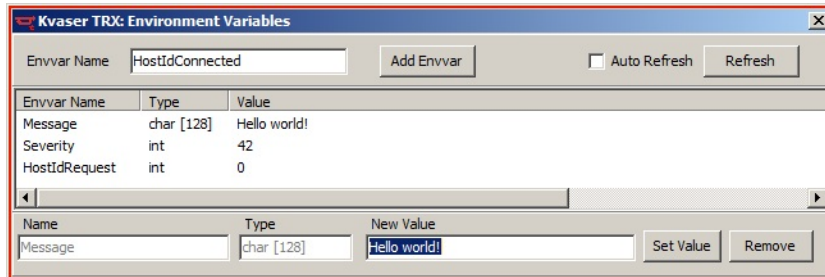 Kvaser TRX: Environment Variables
Envvar Name HostIdConnected Add Envvar Auto Refresh Refresh
Envvar Name Type Value
Message char [128] Hello world!
Severity int 42
HostIdRequest int 0
Name Type New Value
Message char [128] Hello world! Set Value Remove